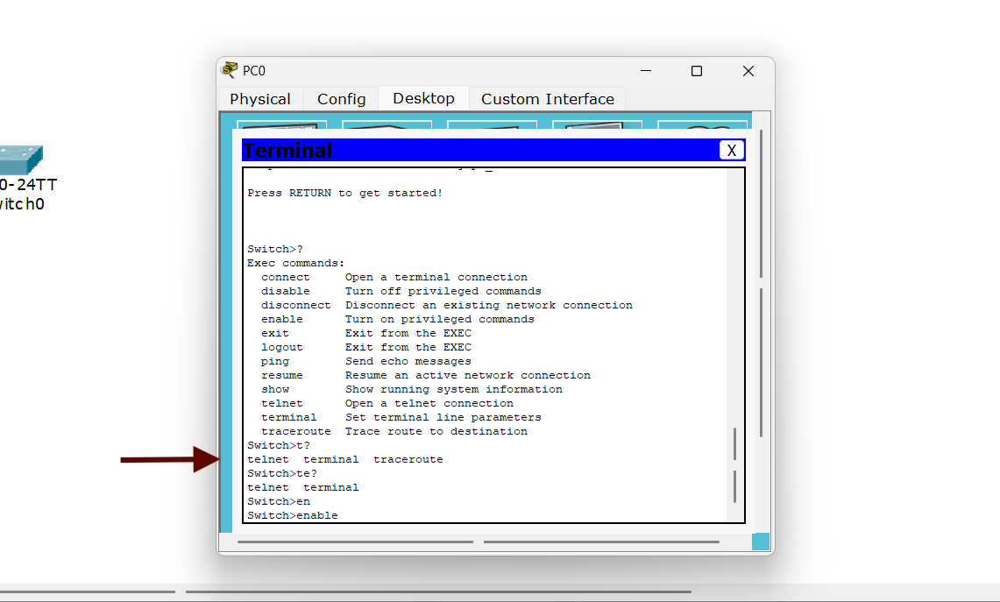 PC0
Physical Config Desktop Custom Interface
Terminal X
Press RETURN to get started!
0-24TT
itch0
Switch>?
Exec commands:
connect Open a terminal connection
disable Turn off privileged commands
disconnect Disconnect an existing network connection
enable Turn on privileged commands
exit Exit from the EXEC
logout Exit from the EXEC
ping Send echo messages
resume Resume an active network connection
show Show running system information
telnet Open a telnet connection
terminal Set terminal line parameters
traceroute Trace route to destination
Switch>t?
telnet terminal traceroute
Switch>te?
telnet terminal
Switch>en
Switch>enable